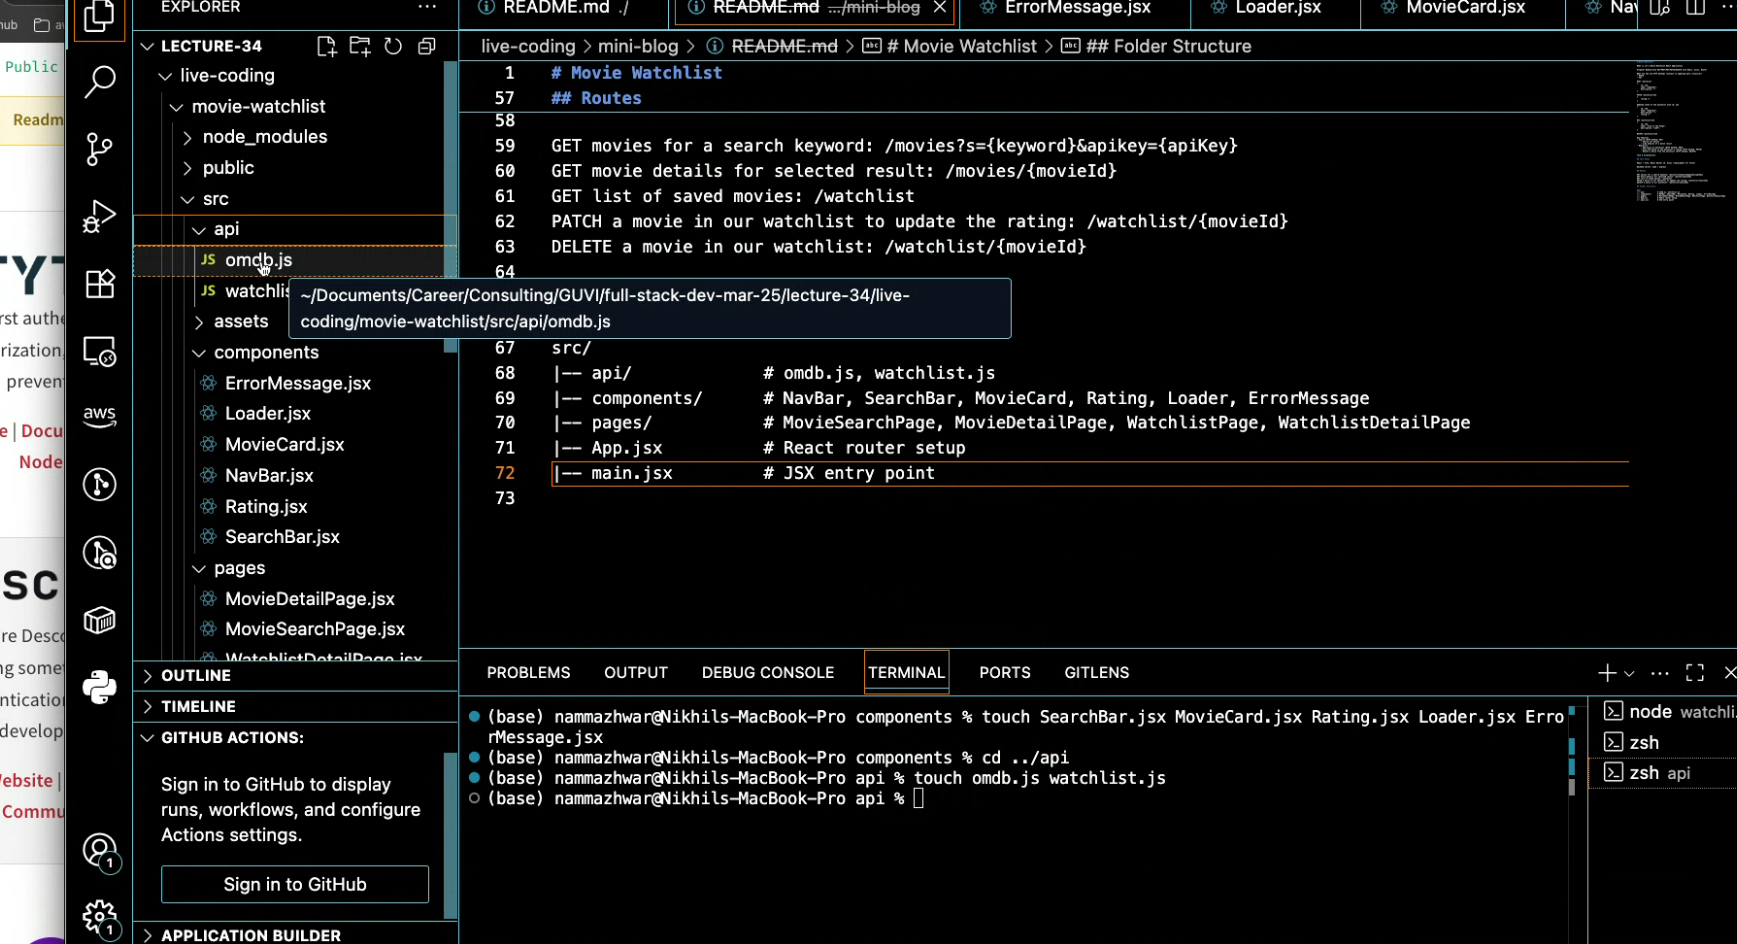 nub
Public
Readm
TYT
rst authe
rization,
preven
e | Docu
Node
SC
re Desco
ng somet
ntication
develop
ebsite |
Commu
EXPLORER
LECTURE-34
live-coding
movie-watchlist
node_modules
public
src
api
JS omdb.js
JS watchlis
assets
components
ErrorMessage.jsx
Loader.jsx
MovieCard.jsx
NavBar.jsx
Rating.jsx
SearchBar.jsx
pages
MovieDetailPage.jsx
MovieSearchPage.jsx
WatchlistDetailPage.jsx
OUTLINE
TIMELINE
GITHUB ACTIONS:
Sign in to GitHub to display
runs, workflows, and configure
Actions settings.
Sign in to GitHub
APPLICATION BUILDER
aws
1
1
README.md ./
README.md .../mini-blog
ErrorMessage.jsx
Loader.jsx
MovieCard.jsx
Nav
live-coding > mini-blog > README.md > # Movie Watchlist > ## Folder Structure
1 # Movie Watchlist
57 ## Routes
58
59 GET movies for a search keyword: /movies?s={keyword}&apikey={apiKey}
60 GET movie details for selected result: /movies/{movieId}
61 GET list of saved movies: /watchlist
62 PATCH a movie in our watchlist to update the rating: /watchlist/{movieId}
63 DELETE a movie in our watchlist: /watchlist/{movieId}
64
~/Documents/Career/Consulting/GUVI/full-stack-dev-mar-25/lecture-34/live-
coding/movie-watchlist/src/api/omdb.js
67 src/
68 |-- api/ # omdb.js, watchlist.js
69 |-- components/ # NavBar, SearchBar, MovieCard, Rating, Loader, ErrorMessage
70 |-- pages/ # MovieSearchPage, MovieDetailPage, WatchlistPage, WatchlistDetailPage
71 |-- App.jsx # React router setup
72 |-- main.jsx # JSX entry point
73
PROBLEMS OUTPUT DEBUG CONSOLE TERMINAL PORTS GITLENS
(base) nammazhwar@Nikhils-MacBook-Pro components % touch SearchBar.jsx MovieCard.jsx Rating.jsx Loader.jsx Erro
rMessage.jsx
(base) nammazhwar@Nikhils-MacBook-Pro components % cd ../api
(base) nammazhwar@Nikhils-MacBook-Pro api % touch omdb.js watchlist.js
(base) nammazhwar@Nikhils-MacBook-Pro api %
node watchli
zsh
zsh api